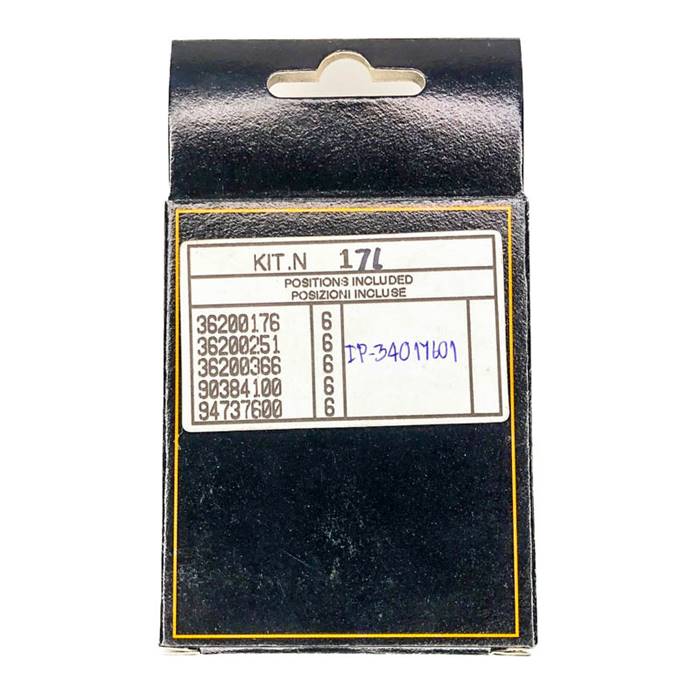 KIT.N 176
POSITIONS INCLUDED
POSIZIONI INCLUSE
36200176 6
36200251 6
36200366 6
90384100 6
94737600 6
IP-34017601